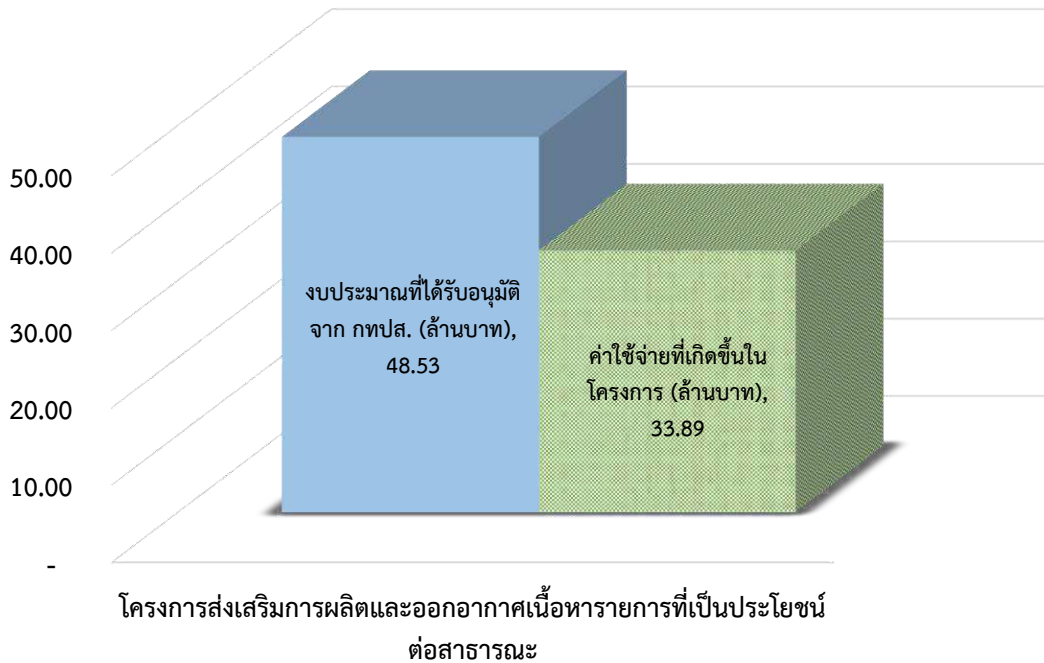 50.00
40.00
30.00
20.00
10.00
-
งบประมาณที่ได้รับอนุมัติ
จาก กทปส. (ล้านบาท),
48.53
ค่าใช้จ่ายที่เกิดขึ้นใน
โครงการ (ล้านบาท),
33.89
โครงการส่งเสริมการผลิตและออกอากาศเนื้อหารายการที่เป็นประโยชน์
ต่อสาธารณะ